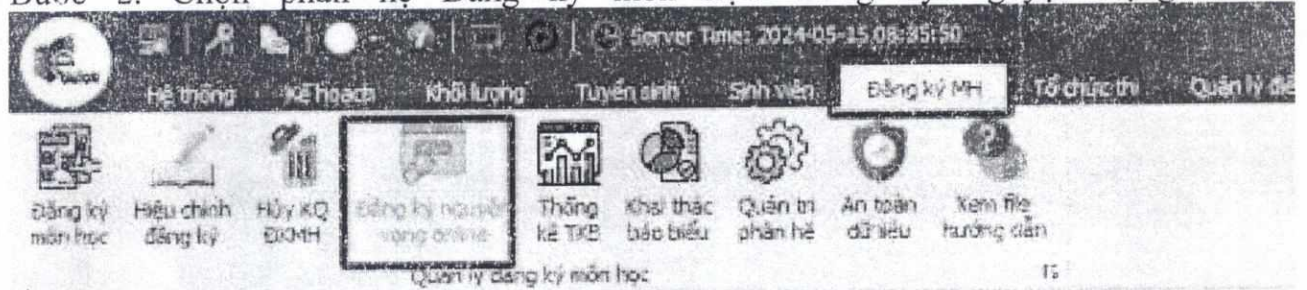 Bước 2: Chọn phân hệ Đăng ký môn
Server Time: 2024-05-15 08:35:50
Hệ thống Kế hoạch Khối lượng Tuyển sinh Sinh viên Đăng ký MH Tổ chức thi Quản lý điể
Đăng ký môn học
Hiệu chỉnh đăng ký
Hủy KQ ĐKMH
Đăng ký nguyện vọng online
Thống kê TKB
Khai thác báo biểu
Quản trị phân hệ
An toàn dữ liệu
Xem file hướng dẫn
Quản lý đăng ký môn học